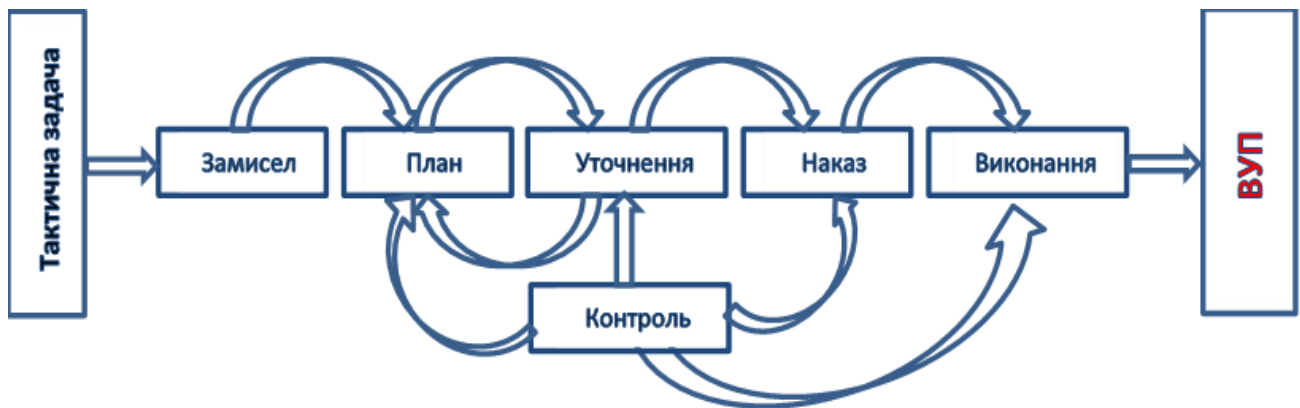 Тактична задача
Замисел
План
Уточнення
Наказ
Виконання
ВУП
Контроль